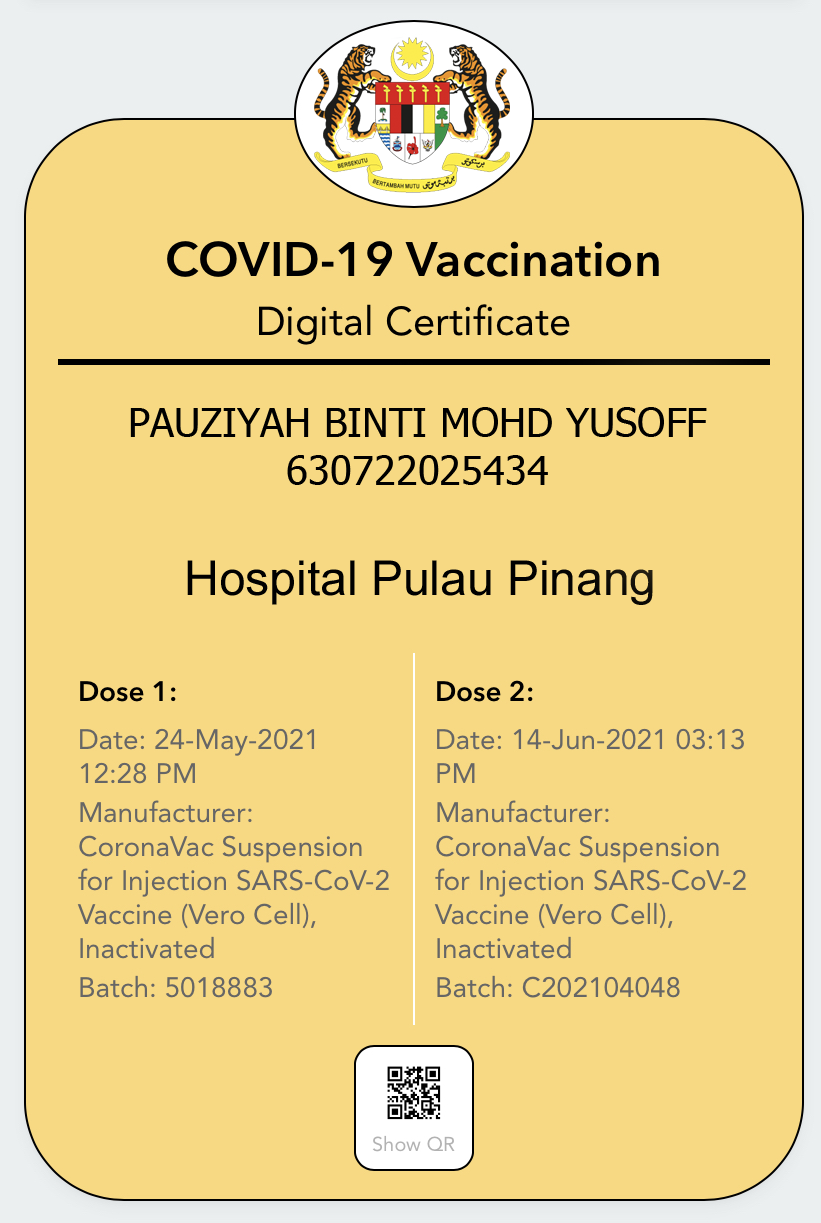 BERSEKUTU
BERTAMBAH MUTU
COVID-19 Vaccination
Digital Certificate
PAUZIYAH BINTI MOHD YUSOFF
630722025434
Hospital Pulau Pinang
Dose 1:
Date: 24-May-2021
12:28 PM
Manufacturer:
CoronaVac Suspension
for Injection SARS-CoV-2
Vaccine (Vero Cell),
Inactivated
Batch: 5018883
Dose 2:
Date: 14-Jun-2021 03:13
PM
Manufacturer:
CoronaVac Suspension
for Injection SARS-CoV-2
Vaccine (Vero Cell),
Inactivated
Batch: C202104048
Show QR